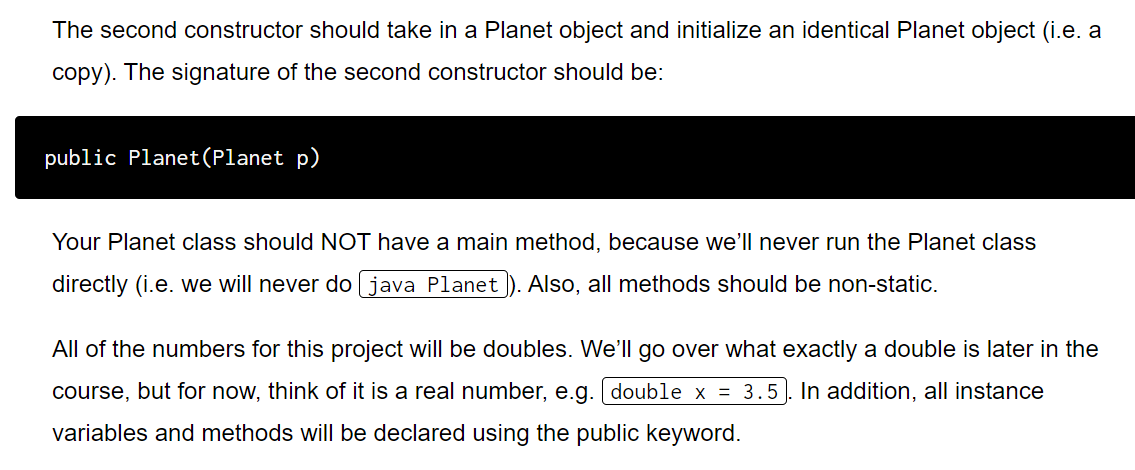 The second constructor should take in a Planet object and initialize an identical Planet object (i.e. a
copy). The signature of the second constructor should be:
public Planet(Planet p)
Your Planet class should NOT have a main method, because we’ll never run the Planet class
directly (i.e. we will never do java Planet). Also, all methods should be non-static.
All of the numbers for this project will be doubles. We’ll go over what exactly a double is later in the
course, but for now, think of it is a real number, e.g. double x = 3.5. In addition, all instance
variables and methods will be declared using the public keyword.